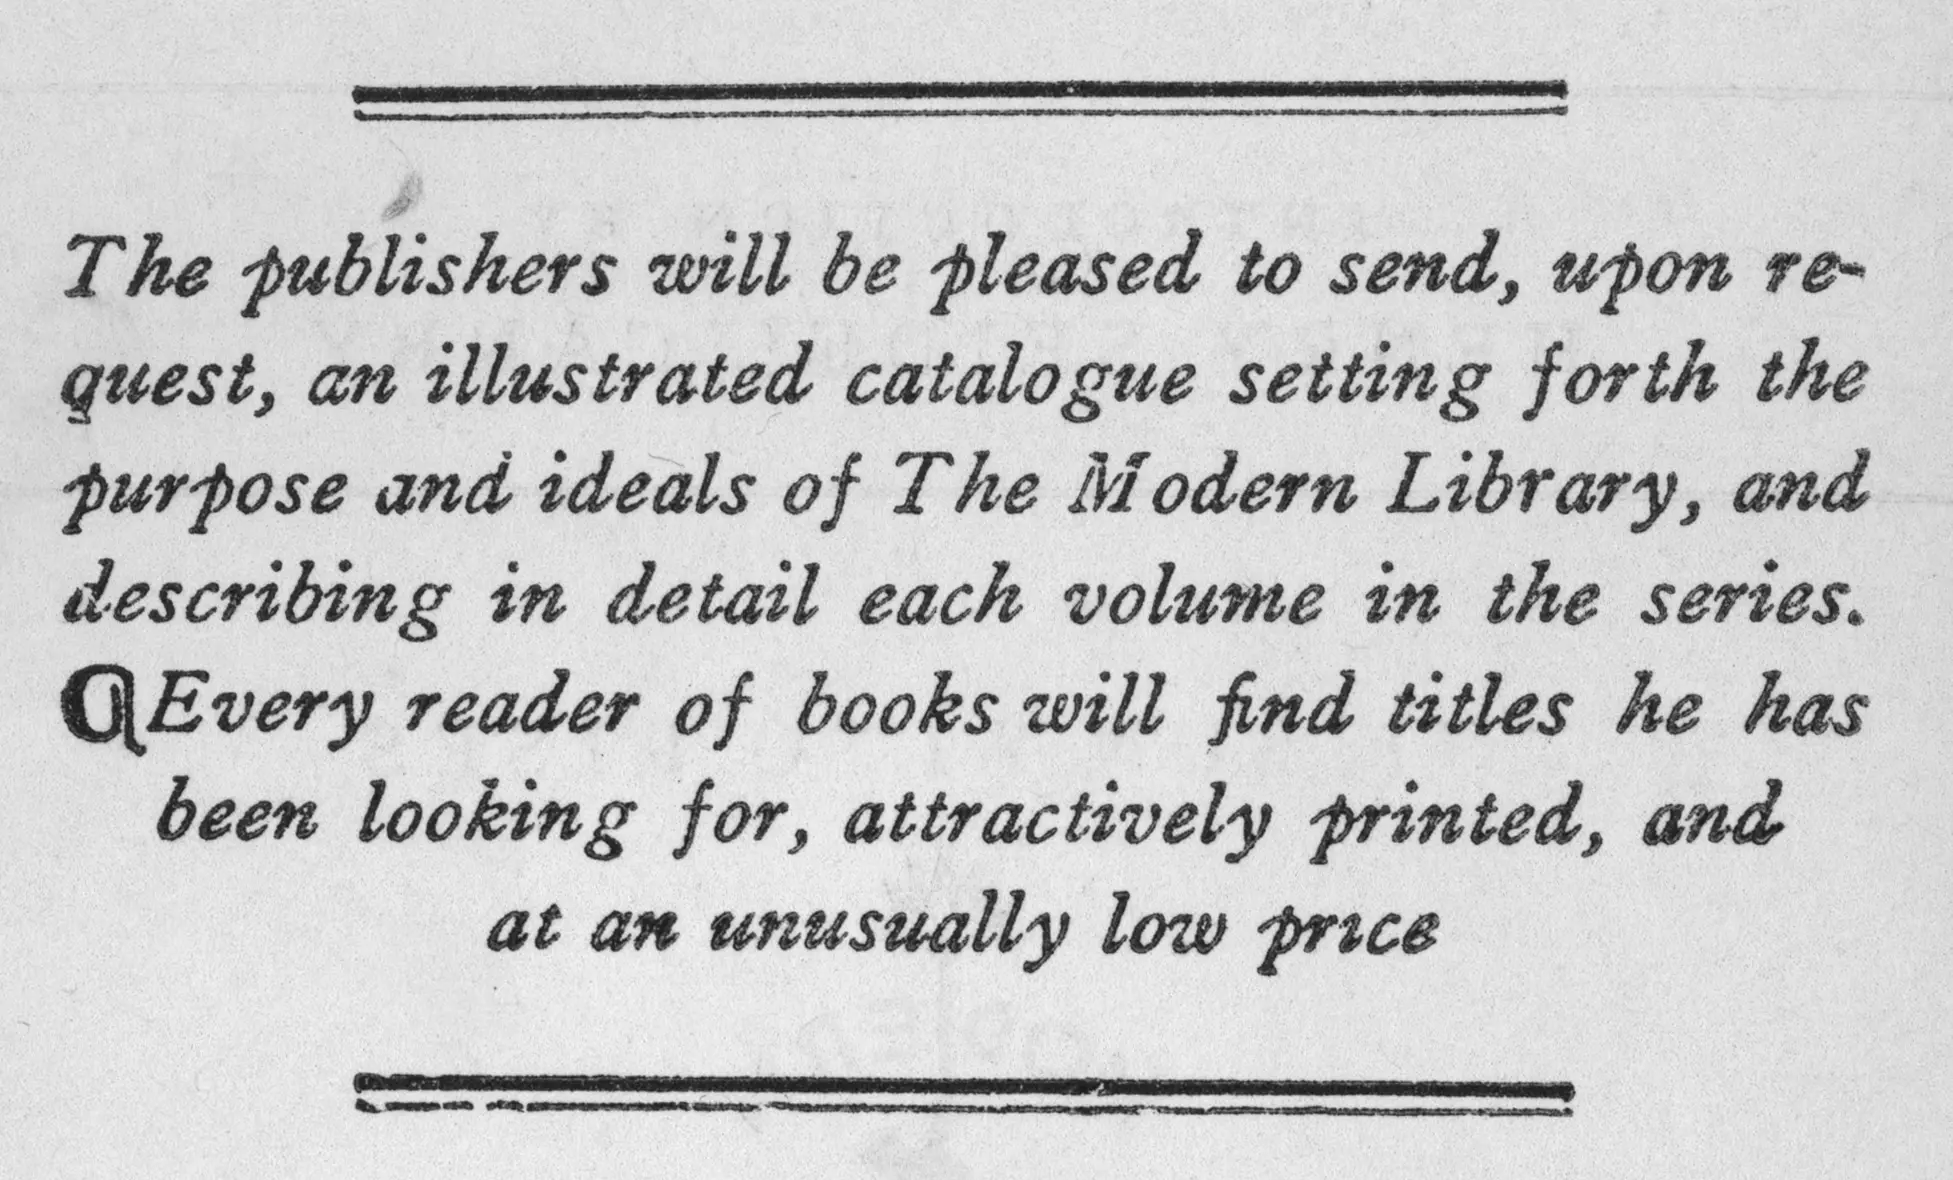 The publishers will be pleased to send, upon re-
quest, an illustrated catalogue setting forth the
purpose and ideals of The Modern Library, and
describing in detail each volume in the series.
¶Every reader of books will find titles he has
been looking for, attractively printed, and
at an unusually low price